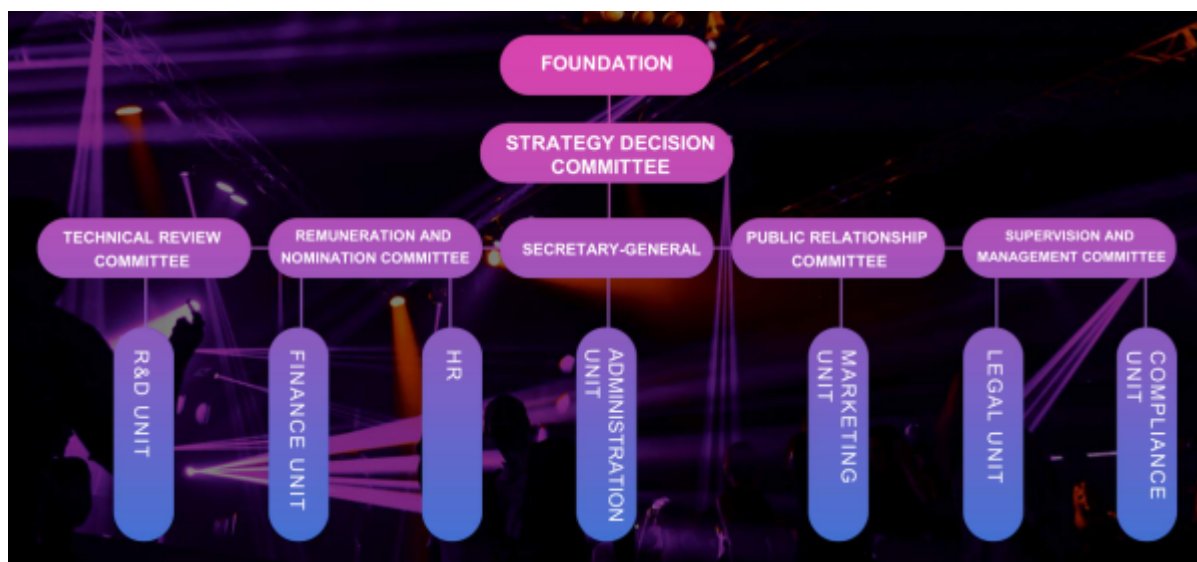 FOUNDATION
STRATEGY DECISION
COMMITTEE
TECHNICAL REVIEW
COMMITTEE
REMUNERATION AND
NOMINATION COMMITTEE
SECRETARY-GENERAL
PUBLIC RELATIONSHIP
COMMITTEE
SUPERVISION AND
MANAGEMENT COMMITTEE
R&D UNIT
FINANCE UNIT
HR
ADMINISTRATION
UNIT
MARKETING
UNIT
LEGAL UNIT
COMPLIANCE
UNIT